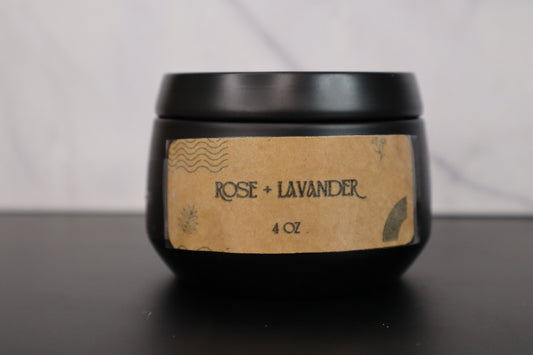 ROSE + LAVANDER
4 OZ